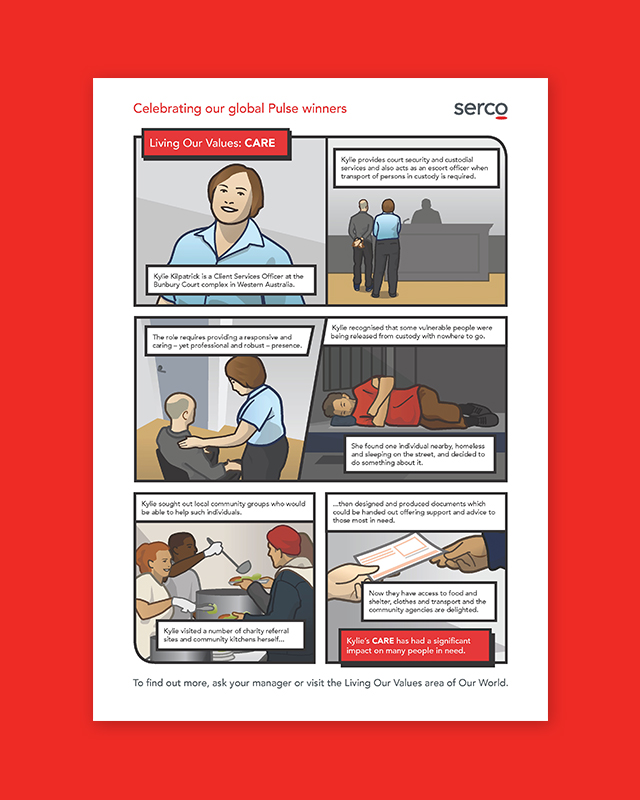 Celebrating our global Pulse winners
serco
Living Our Values: CARE
Kylie Kilpatrick is a Client Services Officer at the
Bunbury Court complex in Western Australia.
Kylie provides court security and custodial
services and also acts as an escort officer when
transport of persons in custody is required.
The role requires providing a responsive and
caring – yet professional and robust – presence.
Kylie recognised that some vulnerable people were
being released from custody with nowhere to go.
She found one individual nearby, homeless
and sleeping on the street, and decided to
do something about it.
Kylie sought out local community groups who would
be able to help such individuals.
Kylie visited a number of charity referral
sites and community kitchens herself...
...then designed and produced documents which
could be handed out offering support and advice to
those most in need.
Now they have access to food and
shelter, clothes and transport and the
community agencies are delighted.
Kylie's CARE has had a significant
impact on many people in need.
To find out more, ask your manager or visit the Living Our Values area of Our World.